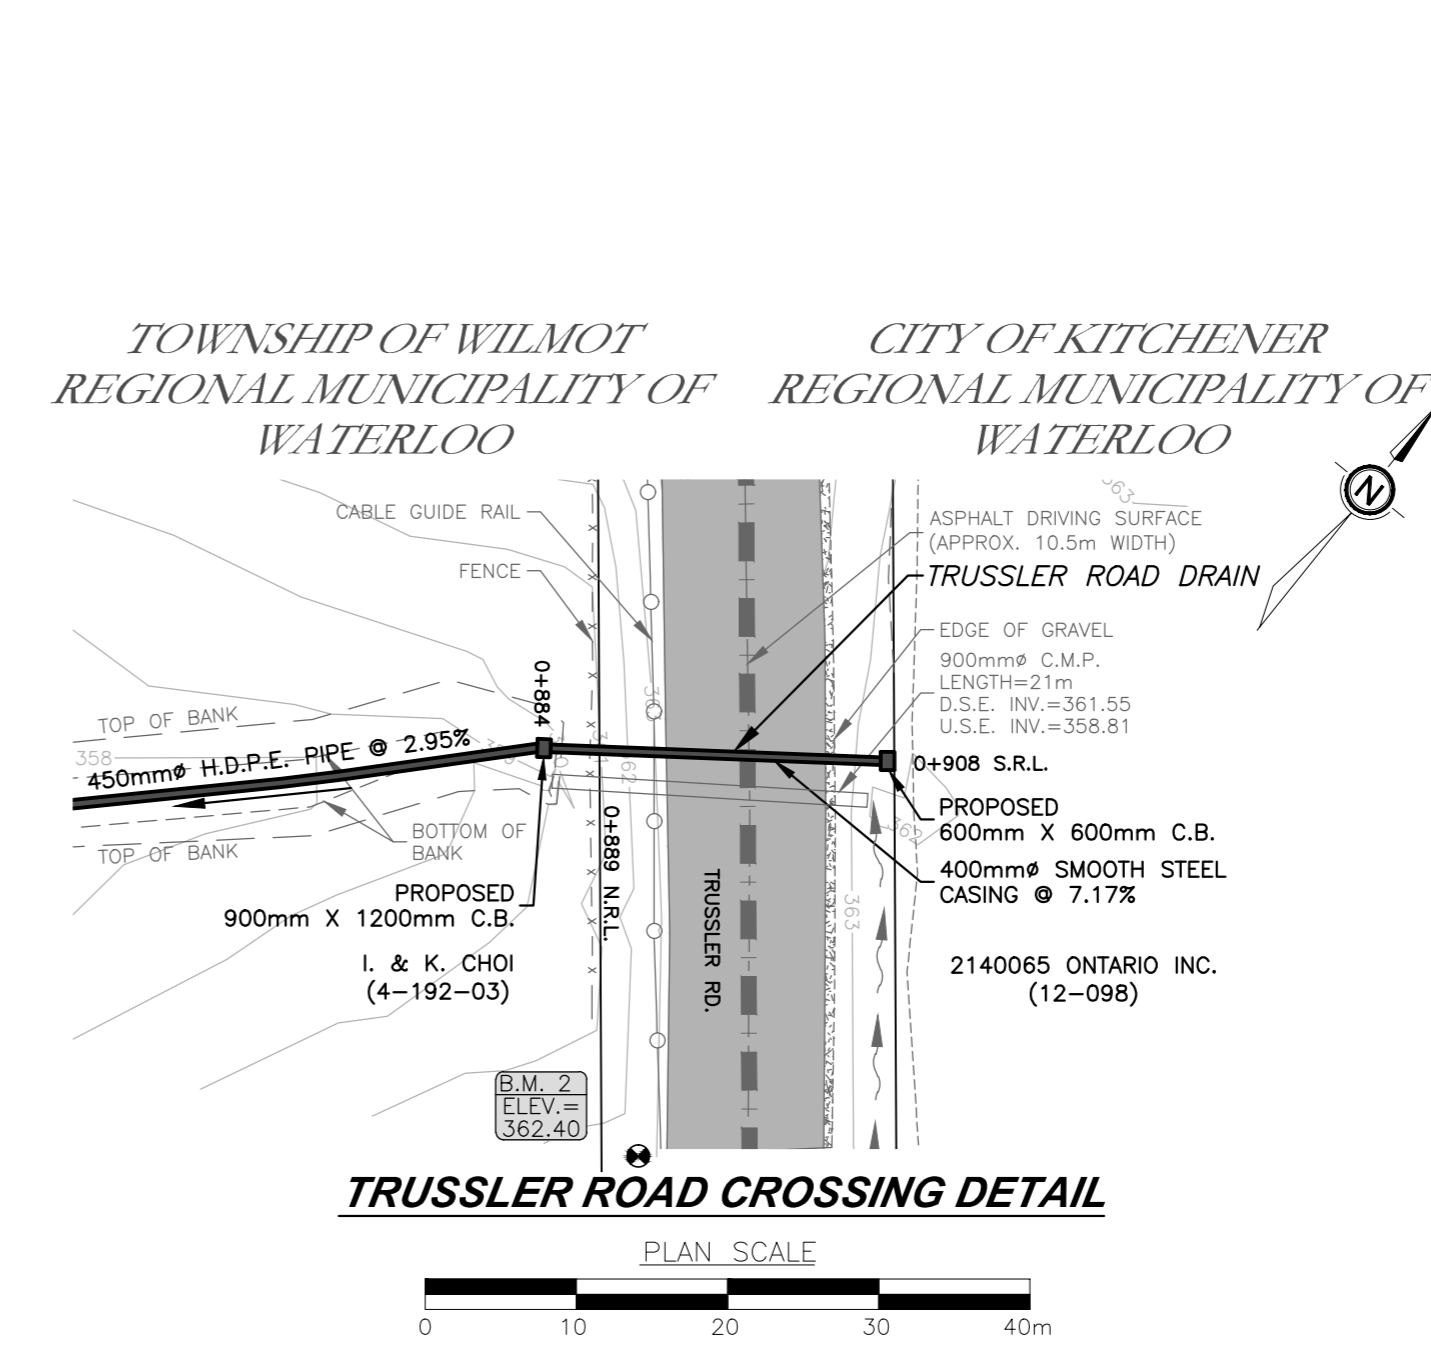 TOWNSHIP OF WILMOT
REGIONAL MUNICIPALITY OF
WATERLOO
CITY OF KITCHENER
REGIONAL MUNICIPALITY OF
WATERLOO
N
363
CABLE GUIDE RAIL
FENCE
ASPHALT DRIVING SURFACE
(APPROX. 10.5m WIDTH)
TRUSSLER ROAD DRAIN
EDGE OF GRAVEL
900mmø C.M.P.
LENGTH=21m
D.S.E. INV.=361.55
U.S.E. INV.=358.81
0+884
TOP OF BANK
358
450mmø H.D.P.E. PIPE @ 2.95%
362
0+908 S.R.L.
PROPOSED
600mm X 600mm C.B.
362
400mmø SMOOTH STEEL
CASING @ 7.17%
BOTTOM OF
BANK
TOP OF BANK
0+889 N.R.L.
PROPOSED
900mm X 1200mm C.B.
TRUSSLER RD.
363
I. & K. CHOI
(4-192-03)
2140065 ONTARIO INC.
(12-098)
B.M. 2
ELEV.=
362.40
TRUSSLER ROAD CROSSING DETAIL
PLAN SCALE
0 10 20 30 40m